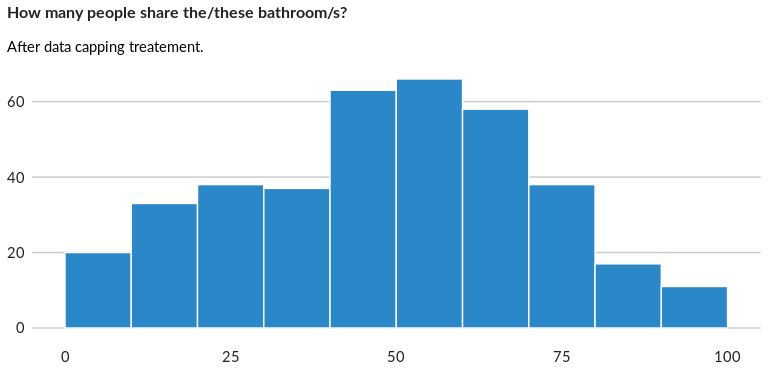 How many people share the/these bathroom/s?
After data capping treatement.
60
40
20
0
0 25 50 75 100